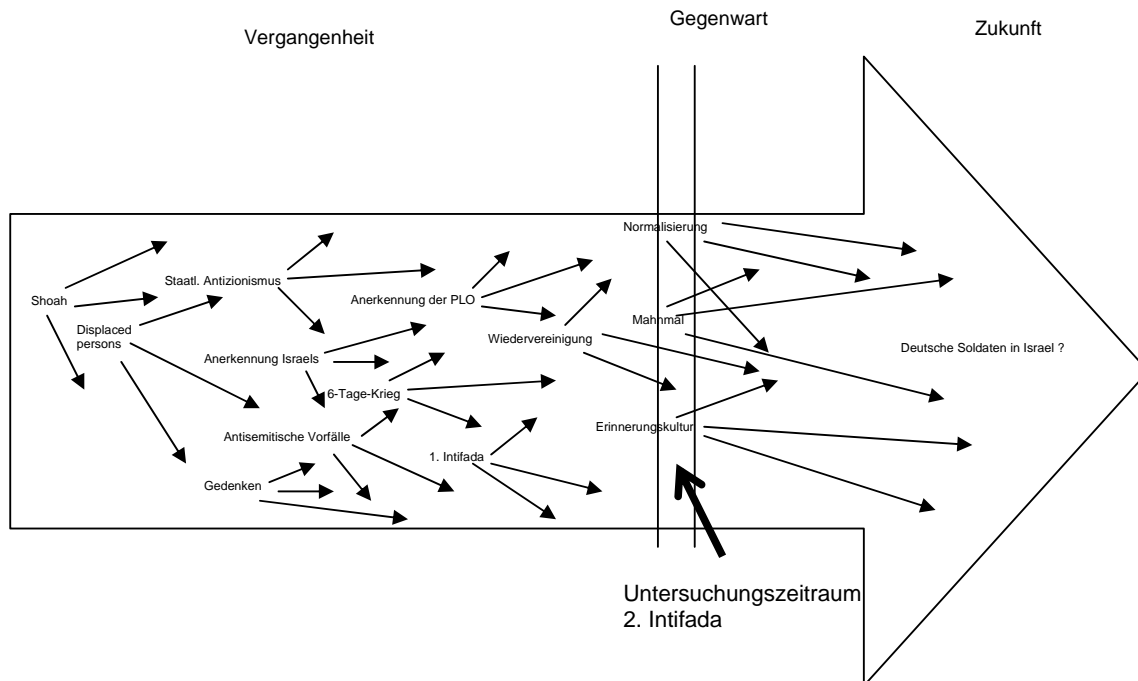 Vergangenheit
Gegenwart
Zukunft
Normalisierung
Staatl. Antizionismus
Shoah
Anerkennung der PLO
Displaced
persons
Wiedervereinigung
Mahnmal
Anerkennung Israels
Deutsche Soldaten in Israel ?
6-Tage-Krieg
Antisemitische Vorfälle
Erinnerungskultur
1. Intifada
Gedenken
Untersuchungszeitraum
2. Intifada